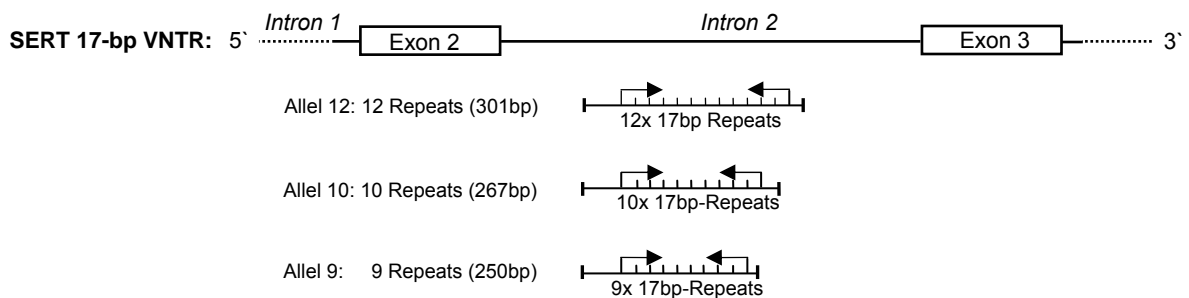 Intron 1
Intron 2
SERT 17-bp VNTR: 5` Exon 2 Exon 3 3`
Allel 12: 12 Repeats (301bp)
12x 17bp Repeats
Allel 10: 10 Repeats (267bp)
10x 17bp-Repeats
Allel 9: 9 Repeats (250bp)
9x 17bp-Repeats